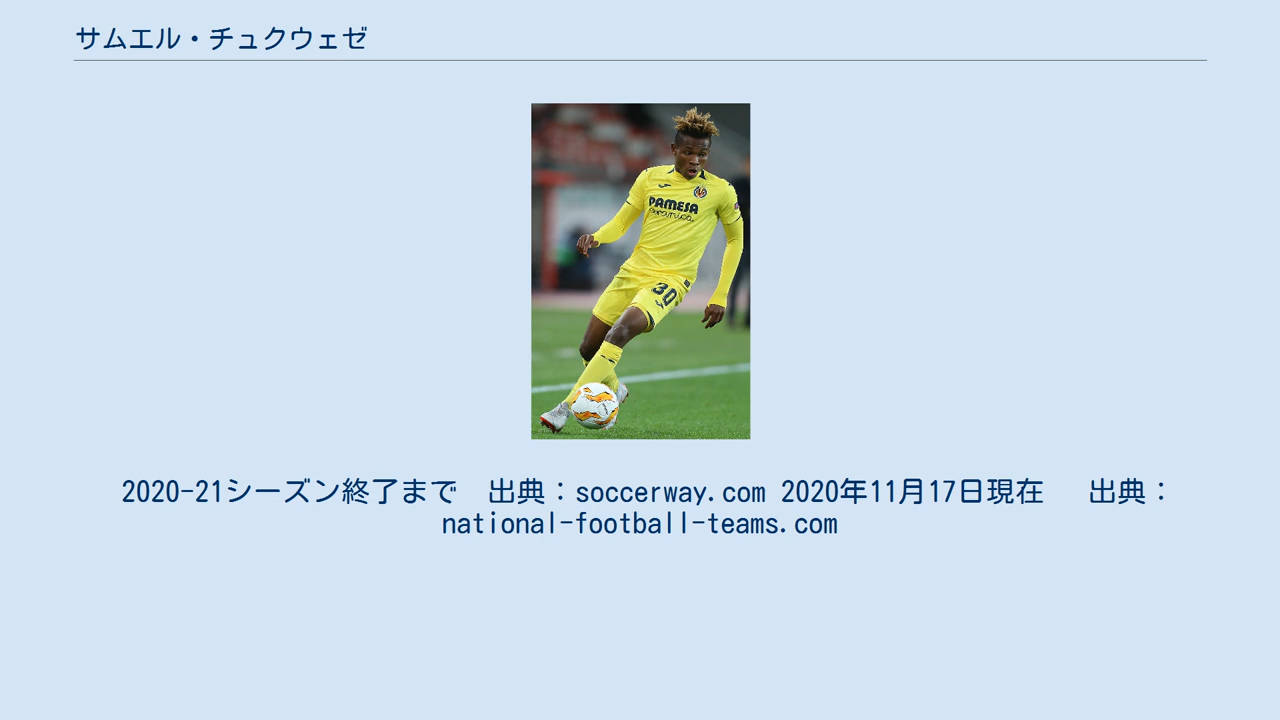 サムエル・チュクウェゼ
PAMESA
Ceramica.
30
2020-21シーズン終了まで　出典：soccerway.com 2020年11月17日現在　 出典：
national-football-teams.com